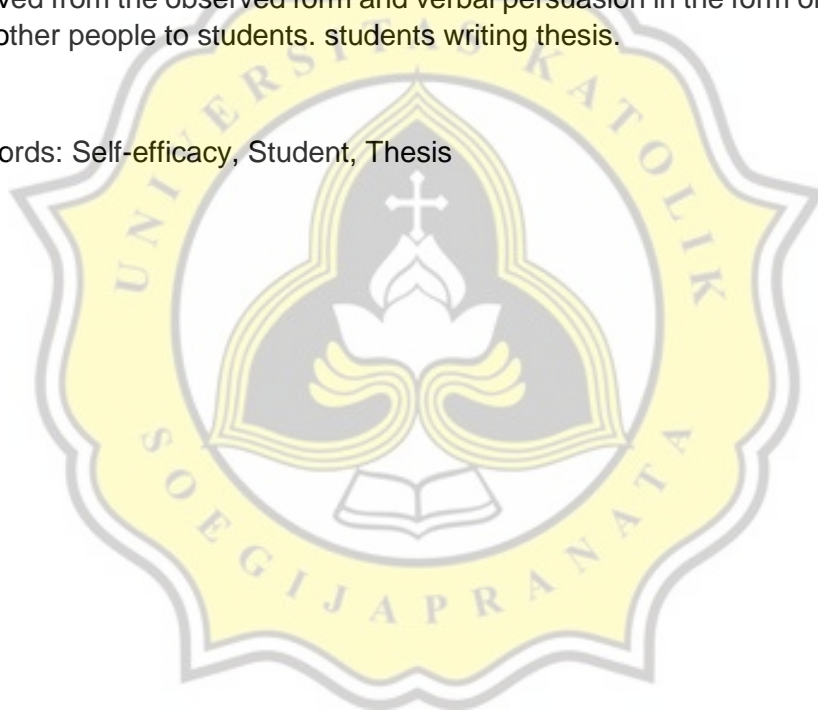 ved from the observed form and verbal persuasion in the form of
other people to students. students writing thesis.
ords: Self-efficacy, Student, Thesis
UNIVERSITAS KATOLIK
SOEGIJAPRANATA